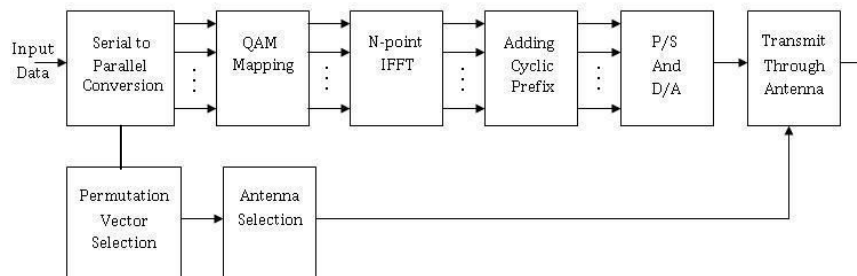 Input
Data
Serial to
Parallel
Conversion
QAM
Mapping
N-point
IFFT
Adding
Cyclic
Prefix
P/S
And
D/A
Transmit
Through
Antenna
Permutation
Vector
Selection
Antenna
Selection